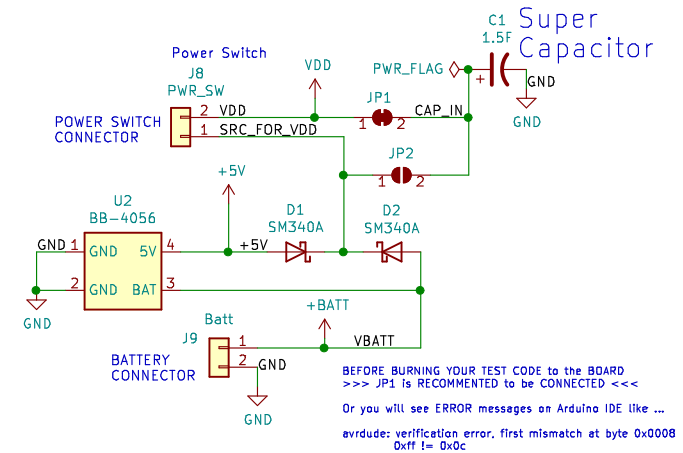 Super
Capacitor
C1
1.5F
GND
GND
PWR_FLAG
+
Power Switch
J8
PWR_SW
VDD
POWER SWITCH
CONNECTOR
2 VDD
1 SRC_FOR_VDD
JP1
1 2
CAP_IN
JP2
1 2
+5V
U2
BB-4056
D1
SM340A
D2
SM340A
GND 1 GND 5V 4 +5V
2 GND BAT 3
GND
+BATT
Batt
J9
1 VBATT
2 GND
GND
BATTERY
CONNECTOR
BEFORE BURNING YOUR TEST CODE to the BOARD
>>> JP1 is RECOMMENTED to be CONNECTED <<<
Or you will see ERROR messages on Arduino IDE like ...
avrdude: verification error, first mismatch at byte 0x0008
0xff != 0x0c